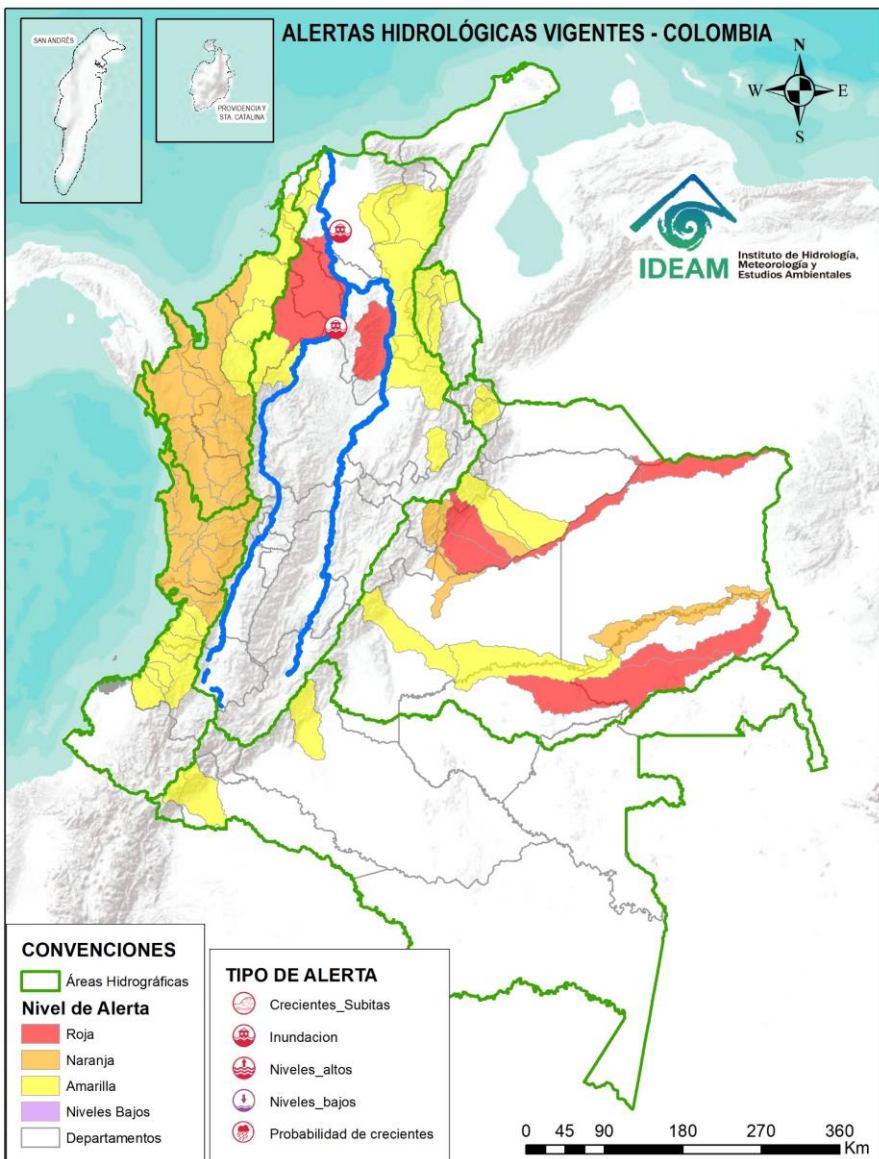 ALERTAS HIDROLÓGICAS VIGENTES - COLOMBIA
SAN ANDRÉS
PROVIDENCIA Y
STA. CATALINA
N
W
E
S
IDEAM
Instituto de Hidrología,
Meteorología y
Estudios Ambientales
CONVENCIONES
Áreas Hidrográficas
Nivel de Alerta
Roja
Naranja
Amarilla
Niveles Bajos
Departamentos
TIPO DE ALERTA
Crecientes_Subitas
Inundacion
Niveles_altos
Niveles_bajos
Probabilidad de crecientes
0 45 90 180 270 360
Km